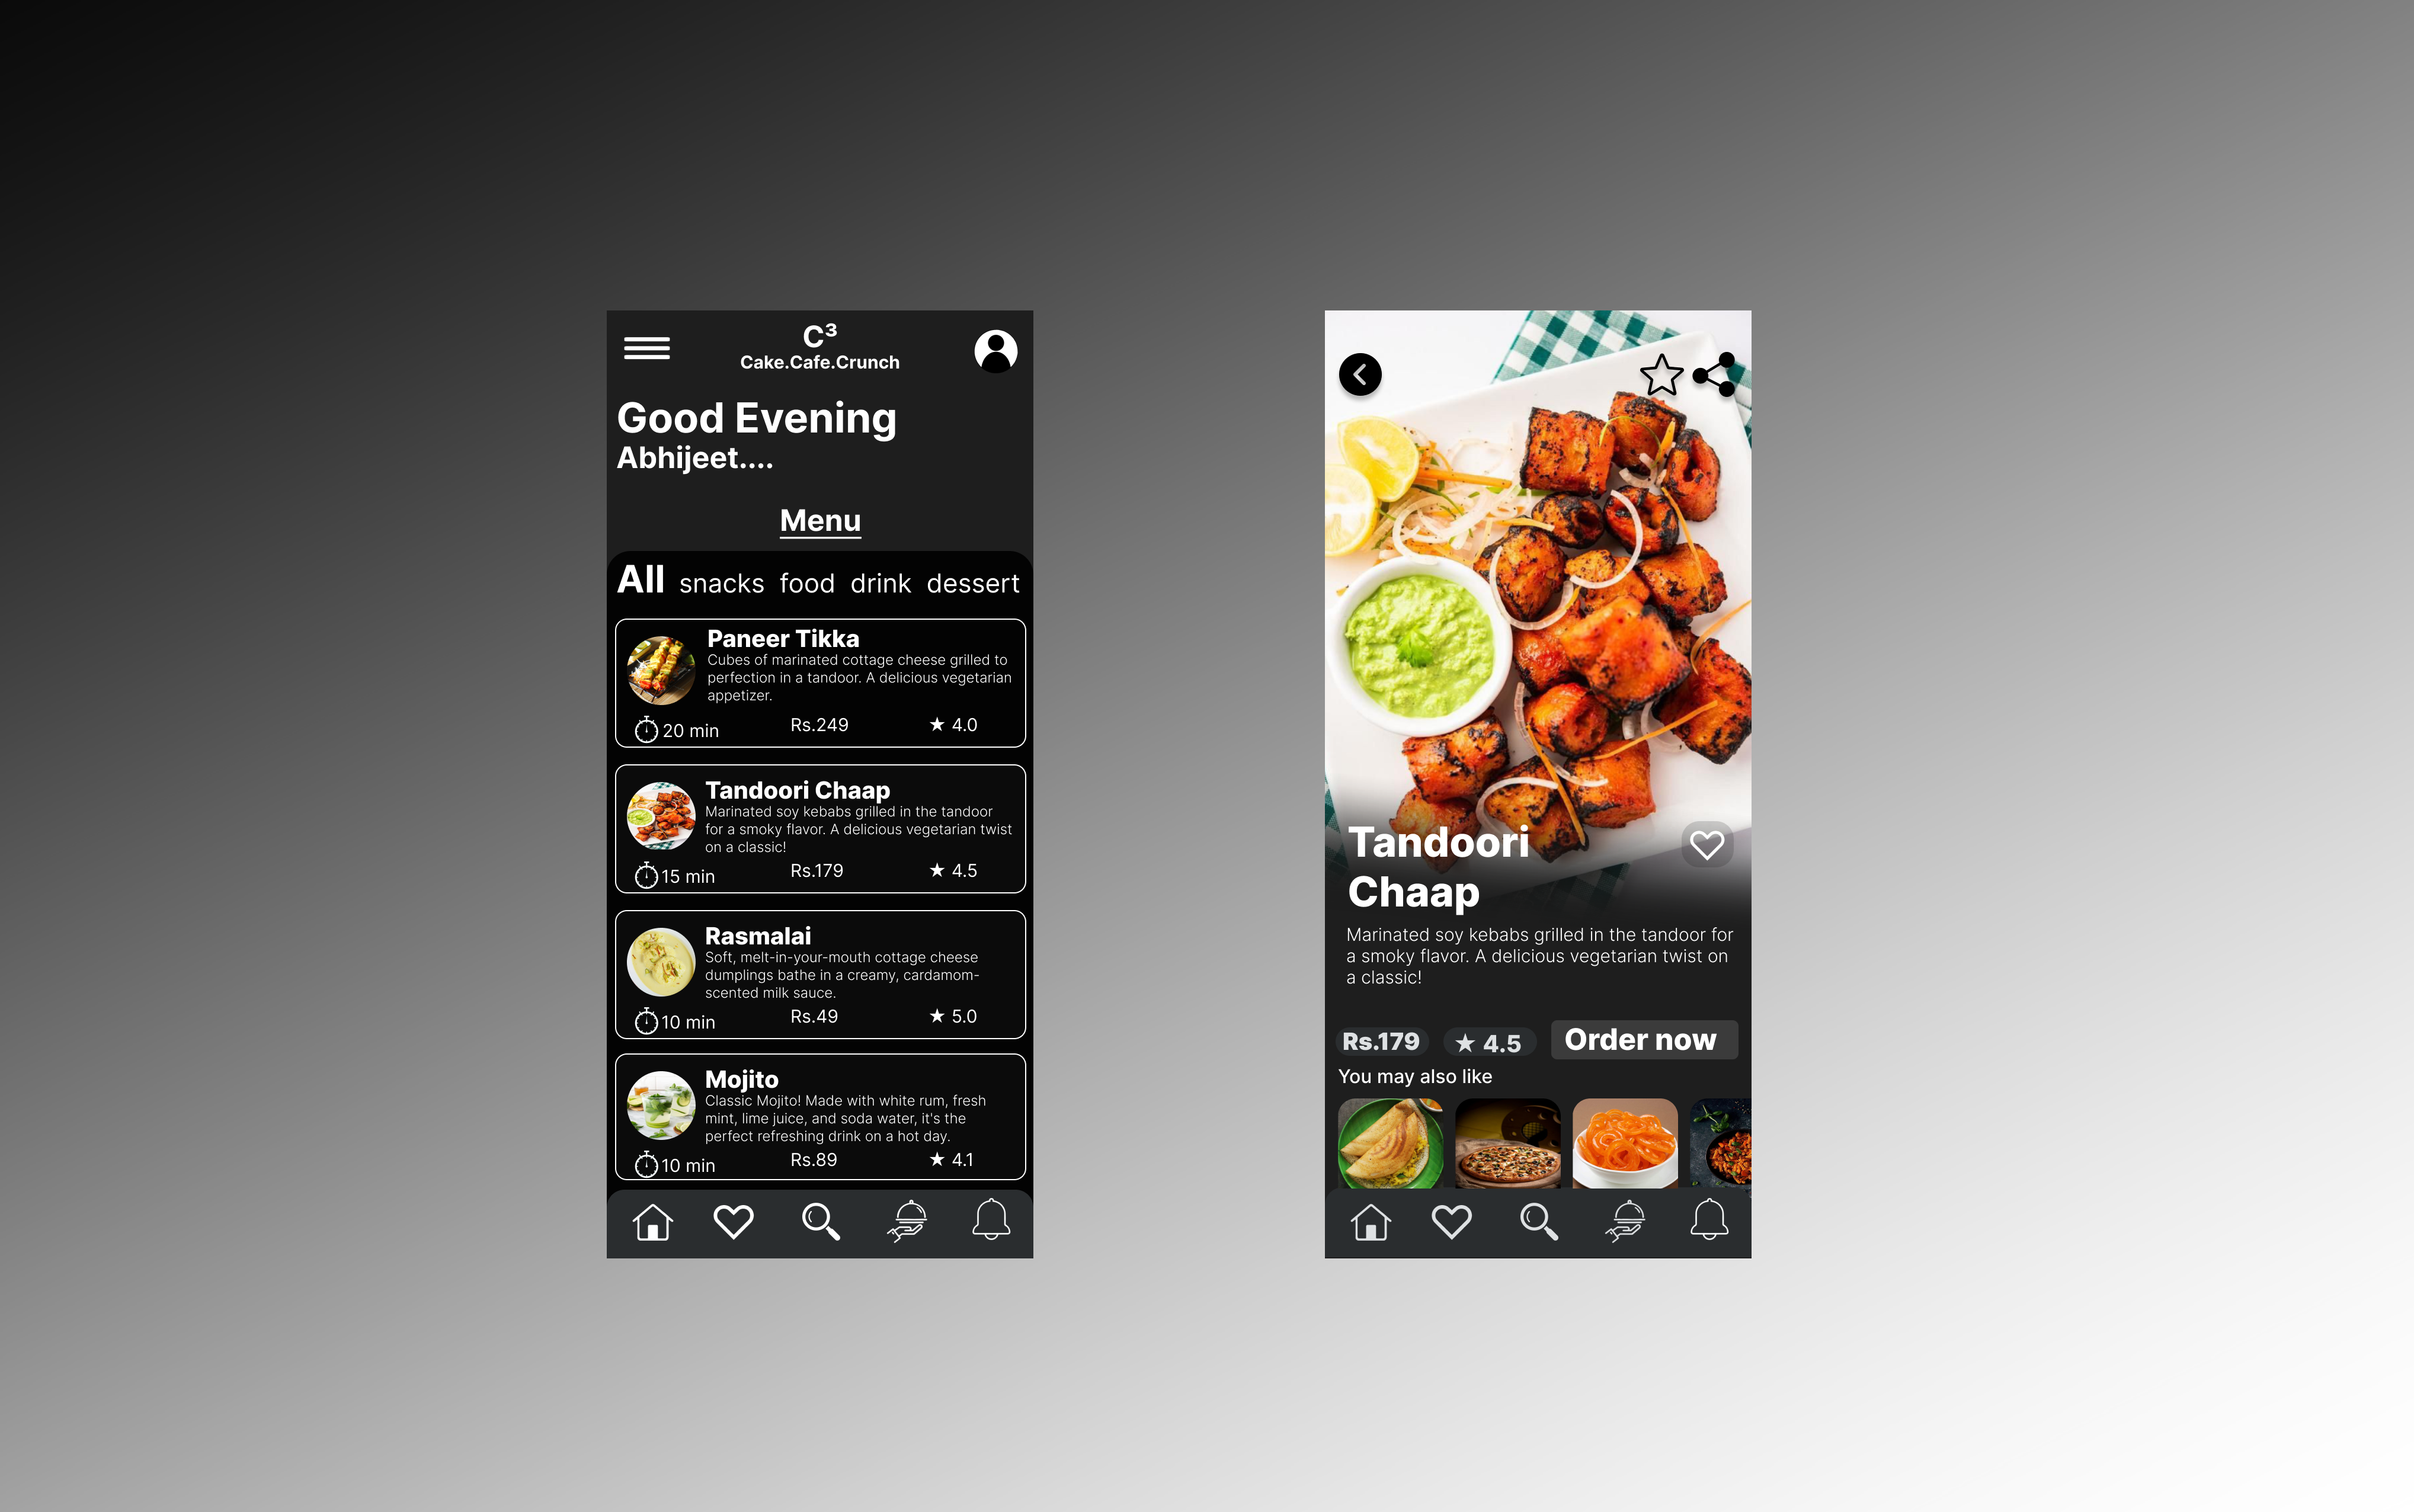 C³
Cake.Cafe.Crunch
Good Evening
Abhijeet....
Menu
All snacks food drink dessert
Paneer Tikka
Cubes of marinated cottage cheese grilled to
perfection in a tandoor. A delicious vegetarian
appetizer.
20 min Rs.249 ★ 4.0
Tandoori Chaap
Marinated soy kebabs grilled in the tandoor
for a smoky flavor. A delicious vegetarian twist
on a classic!
15 min Rs.179 ★ 4.5
Rasmalai
Soft, melt-in-your-mouth cottage cheese
dumplings bathe in a creamy, cardamom-
scented milk sauce.
10 min Rs.49 ★ 5.0
Mojito
Classic Mojito! Made with white rum, fresh
mint, lime juice, and soda water, it's the
perfect refreshing drink on a hot day.
10 min Rs.89 ★ 4.1
Tandoori
Chaap
Marinated soy kebabs grilled in the tandoor for
a smoky flavor. A delicious vegetarian twist on
a classic!
Rs.179 ★ 4.5 Order now
You may also like